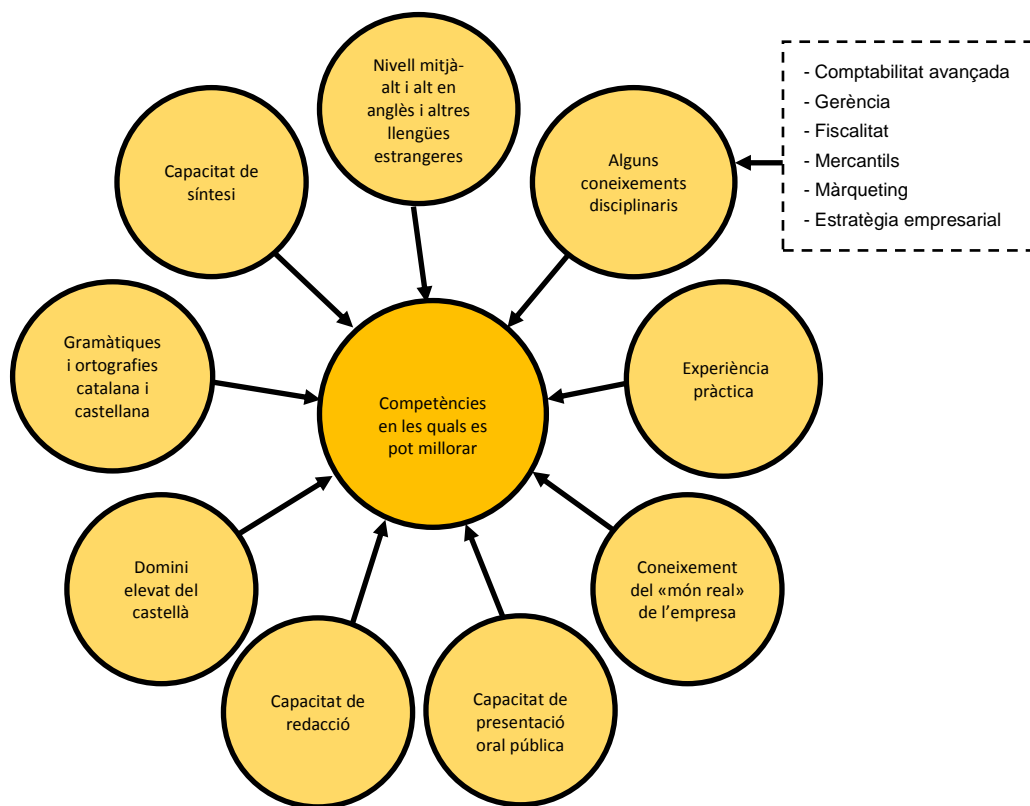 Nivell mitjà-
alt i alt en
anglès i altres
llengües
estrangeres
- Comptabilitat avançada
- Gerència
- Fiscalitat
- Mercantils
- Màrqueting
- Estratègia empresarial
Alguns
coneixements
disciplinaris
Capacitat de
síntesi
Gramàtiques
i ortografies
catalana i
castellana
Experiència
pràctica
Competències
en les quals es
pot millorar
Domini
elevat del
castellà
Coneixement
del «món real»
de l’empresa
Capacitat de
redacció
Capacitat de
presentació
oral pública